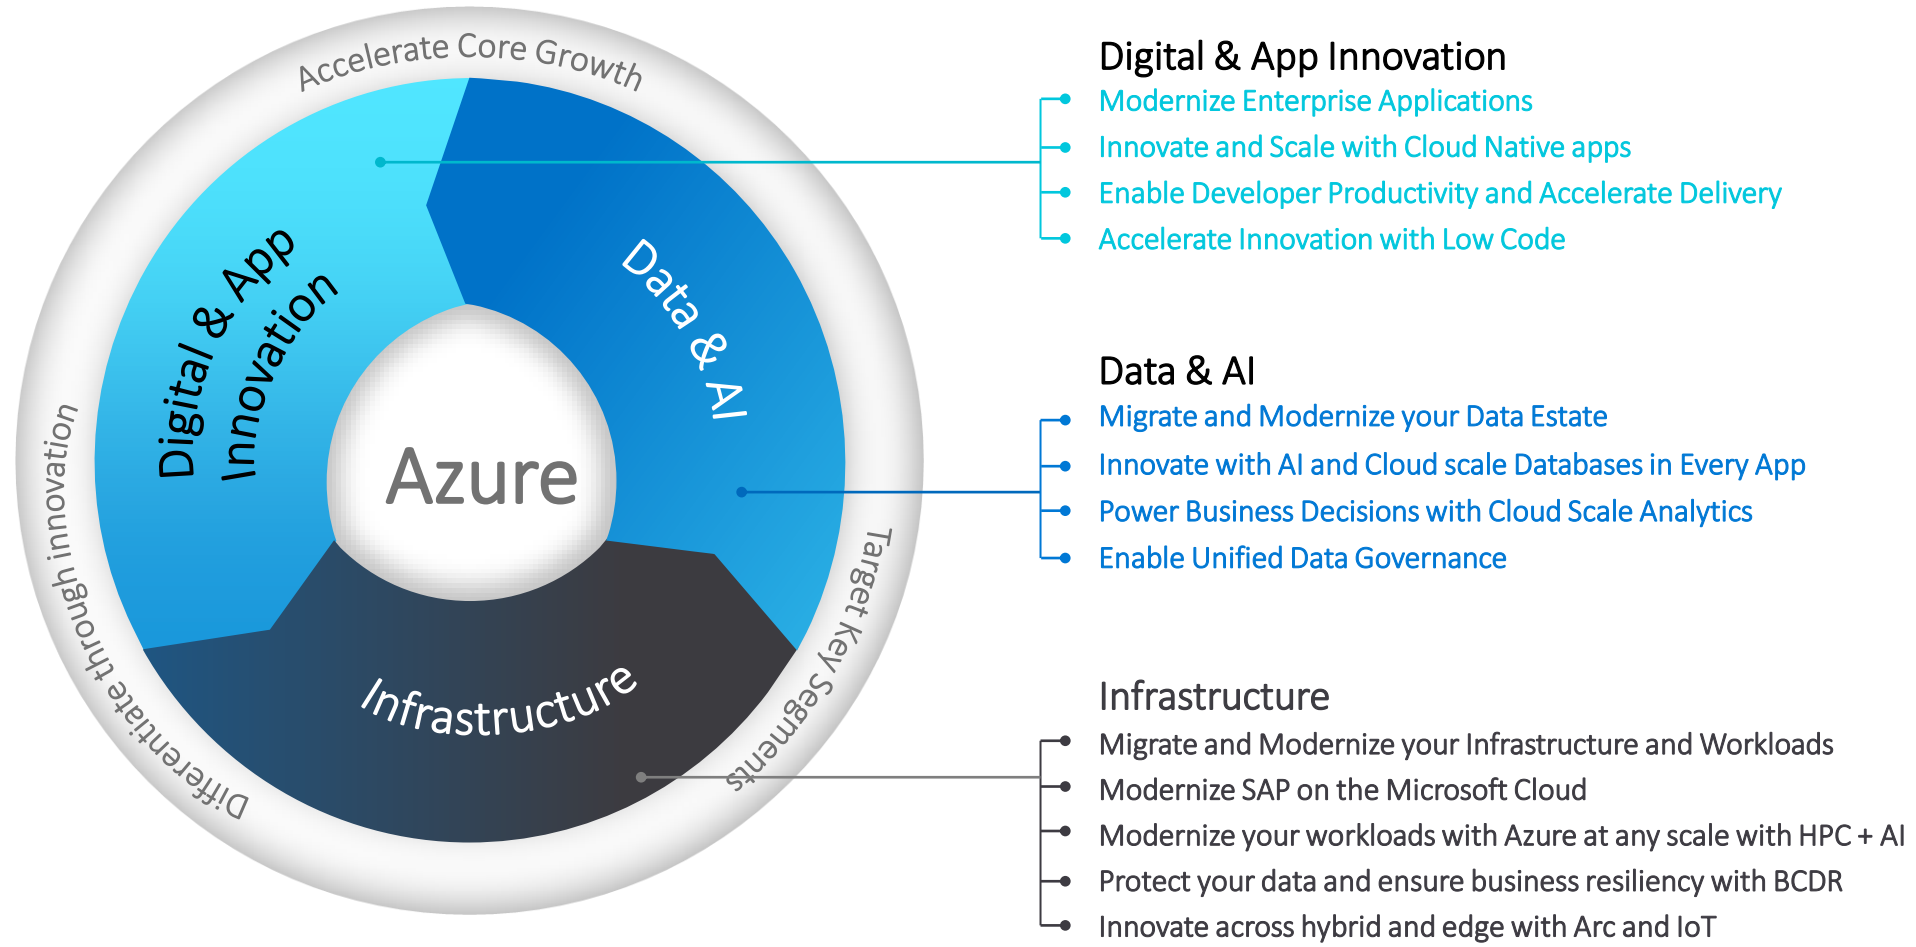 Accelerate Core Growth
Digital & App
Innovation
Data & AI
Azure
Infrastructure
Differentiate through innovation
Target Key Segments
Digital & App Innovation
Modernize Enterprise Applications
Innovate and Scale with Cloud Native apps
Enable Developer Productivity and Accelerate Delivery
Accelerate Innovation with Low Code
Data & AI
Migrate and Modernize your Data Estate
Innovate with AI and Cloud scale Databases in Every App
Power Business Decisions with Cloud Scale Analytics
Enable Unified Data Governance
Infrastructure
Migrate and Modernize your Infrastructure and Workloads
Modernize SAP on the Microsoft Cloud
Modernize your workloads with Azure at any scale with HPC + AI
Protect your data and ensure business resiliency with BCDR
Innovate across hybrid and edge with Arc and IoT